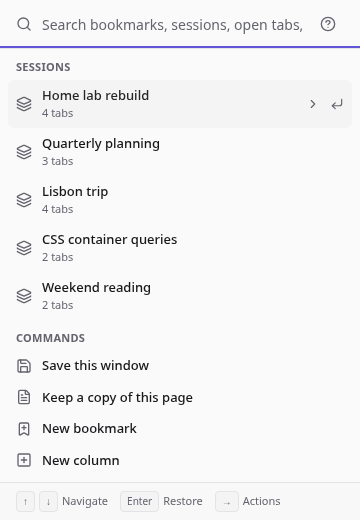 Search bookmarks, sessions, open tabs,
SESSIONS
Home lab rebuild
4 tabs
Quarterly planning
3 tabs
Lisbon trip
4 tabs
CSS container queries
2 tabs
Weekend reading
2 tabs
COMMANDS
Save this window
Keep a copy of this page
New bookmark
New column
↑ ↓ Navigate Enter Restore → Actions